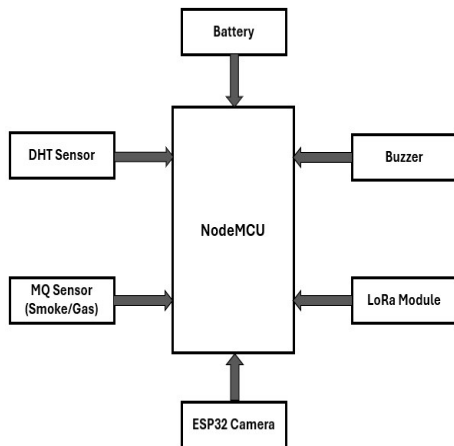 Battery
DHT Sensor
Buzzer
NodeMCU
MQ Sensor
(Smoke/Gas)
LoRa Module
ESP32 Camera